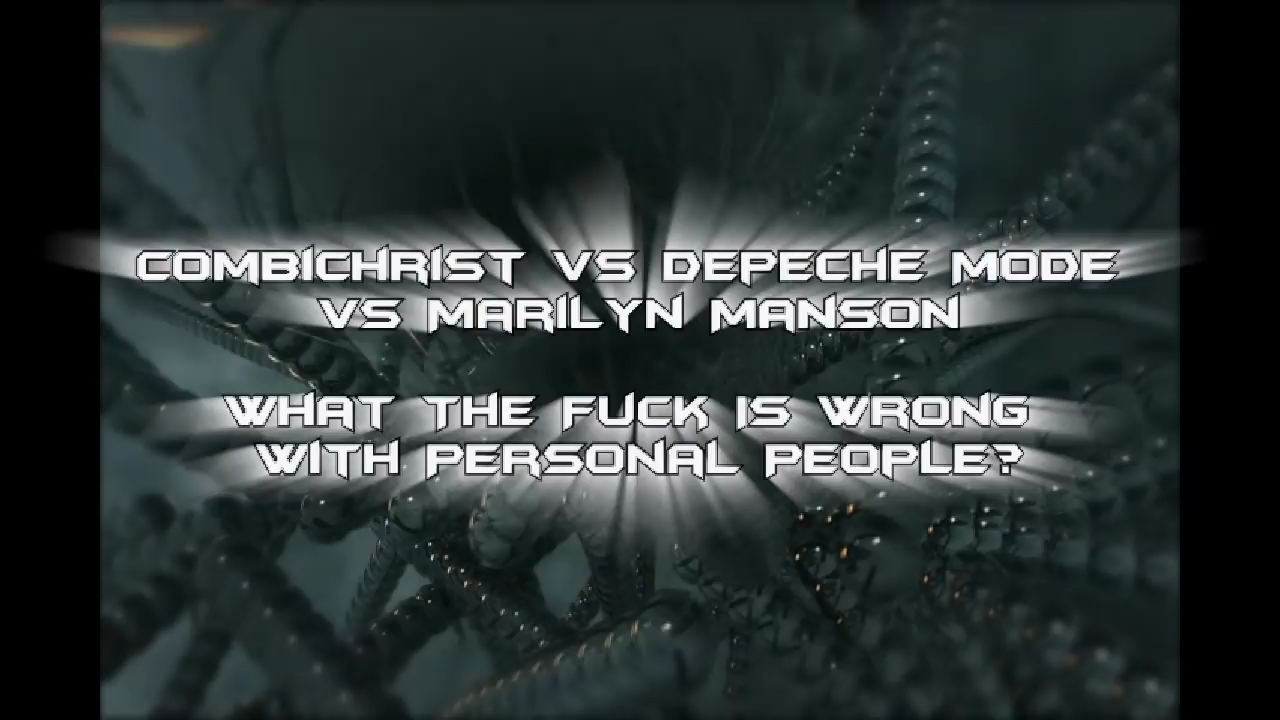 COMBICHRIST VS DEPECHE MODE
VS MARILYN MANSON
WHAT THE FUCK IS WRONG
WITH PERSONAL PEOPLE?